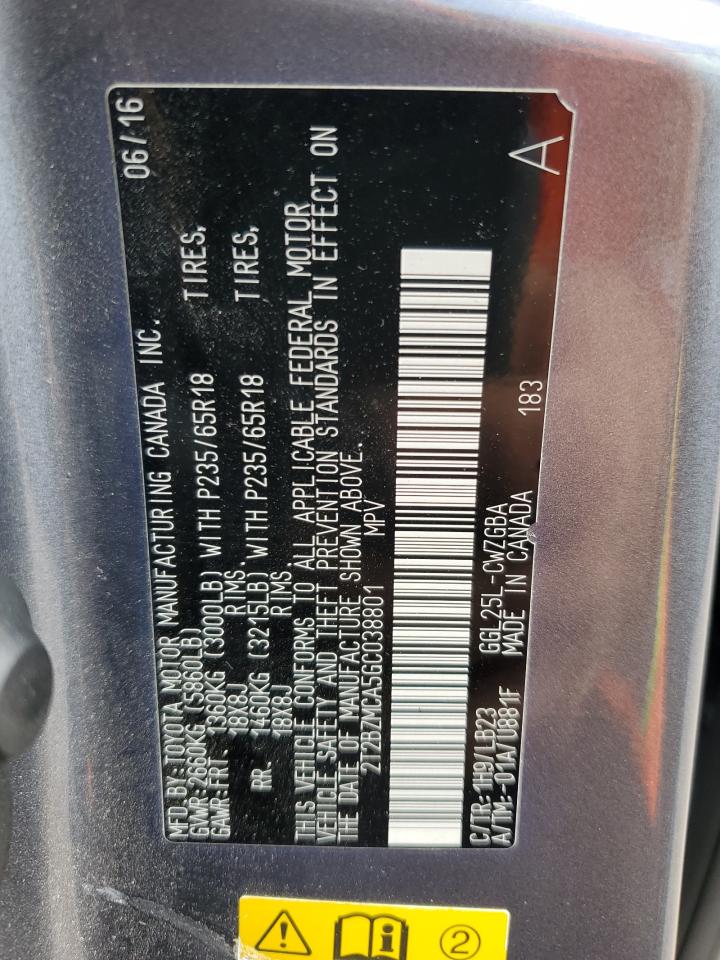 MFD.BY:TOYOTA MOTOR MANUFACTURING CANADA INC. 06/16
GVWR:2660KG (5860LB)
GAWR:FRT 1360KG (3000LB) WITH P235/65R18 TIRES,
18X8J RIMS.
RR. 1460KG (3215LB) WITH P235/65R18 TIRES,
18X8J RIMS
THIS VEHICLE CONFORMS TO ALL APPLICABLE FEDERAL MOTOR
VEHICLE SAFETY AND THEFT PREVENTION STANDARDS IN EFFECT ON
THE DATE OF MANUFACTURE SHOWN ABOVE.
2T2BZMCA5GC038801 MPV
C/TR:1H9/LB23 GGL25L-CWZGBA 183 A
A/TM:-01A/U881F MADE IN CANADA
2